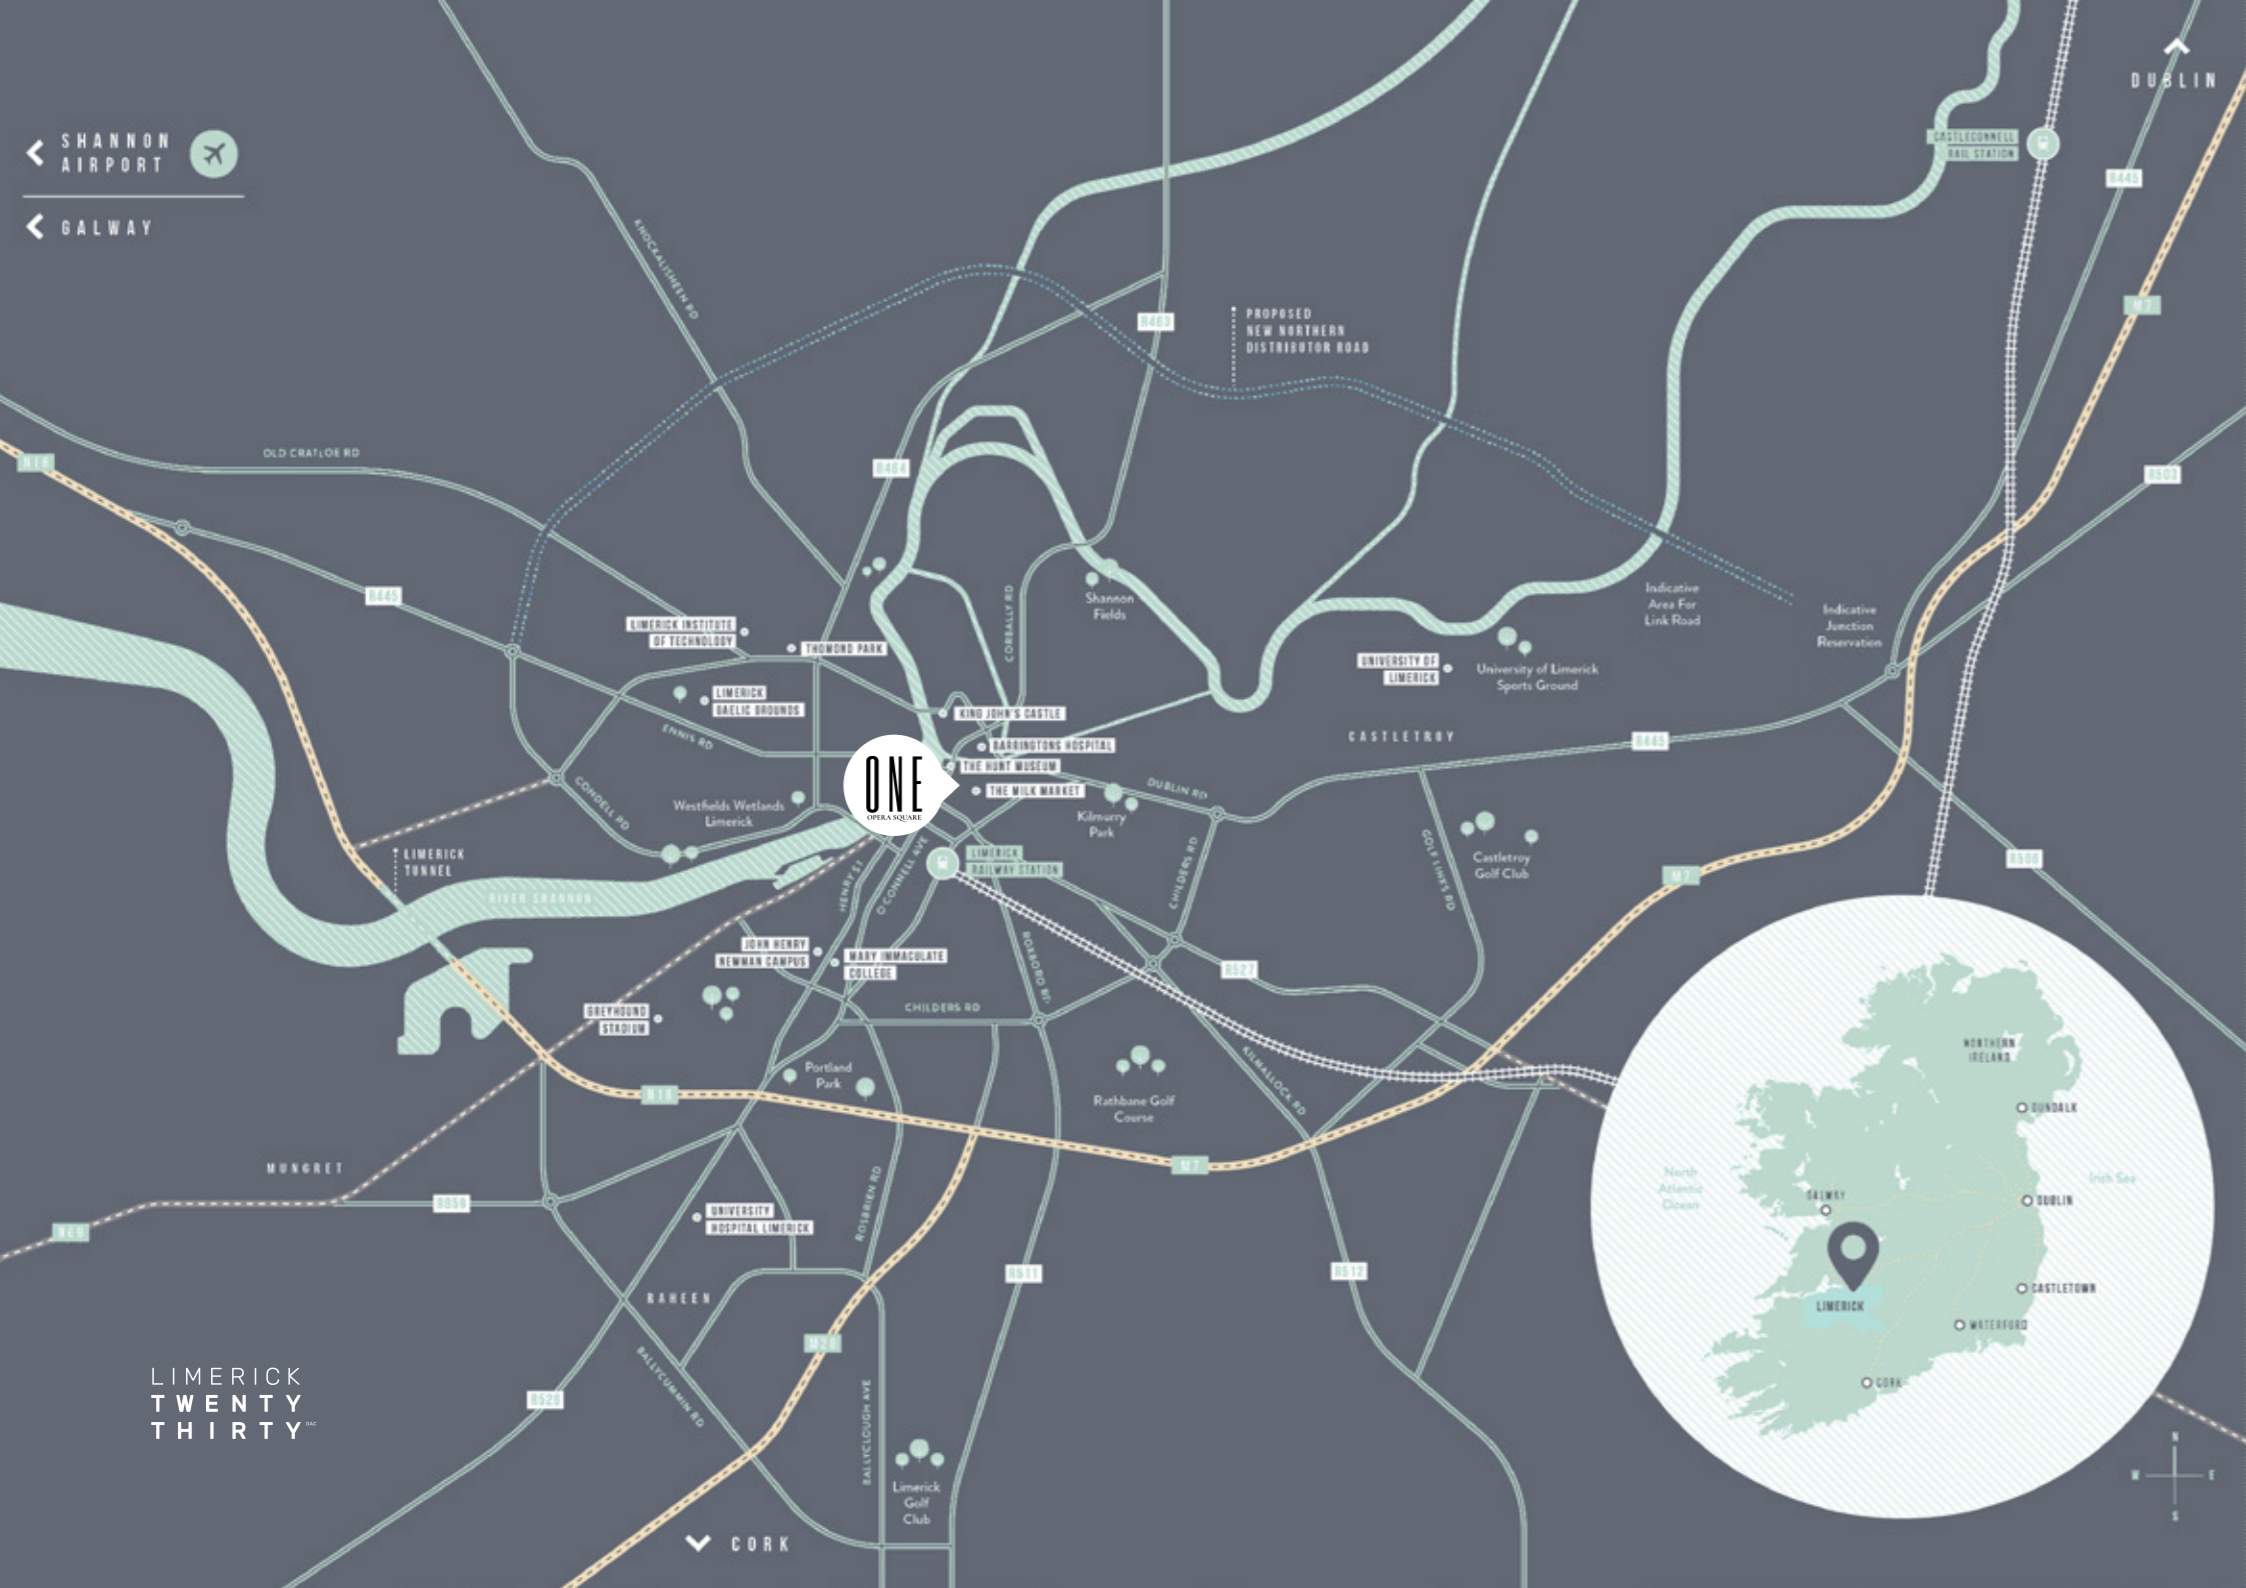 SHANNON
AIRPORT
GALWAY
DUBLIN
CASTLECONNELL
RAIL STATION
R445
M7
KNOCKALISHEEN RD
R463
PROPOSED
NEW NORTHERN
DISTRIBUTOR ROAD
OLD CRATLOE RD
N18
R464
R503
R445
CORBALLY RD
Shannon
Fields
Indicative
Area For
Link Road
Indicative
Junction
Reservation
LIMERICK INSTITUTE
OF TECHNOLOGY
THOMOND PARK
UNIVERSITY OF
LIMERICK
University of Limerick
Sports Ground
LIMERICK
GAELIC GROUNDS
KING JOHN'S CASTLE
ENNIS RD
BARRINGTONS HOSPITAL
CASTLETROY
R445
THE HUNT MUSEUM
ONE
OPERA SQUARE
THE MILK MARKET
DUBLIN RD
CONDELL RD
Westfields Wetlands
Limerick
Kilmurry
Park
LIMERICK
TUNNEL
LIMERICK
RAILWAY STATION
HENRY ST
O'CONNELL AVE
CHILDERS RD
GOLF LINKS RD
Castletroy
Golf Club
M7
R506
RIVER SHANNON
JOHN HENRY
NEWMAN CAMPUS
MARY IMMACULATE
COLLEGE
ROXBORO RD
R527
GREYHOUND
STADIUM
CHILDERS RD
Portland
Park
N18
Rathbane Golf
Course
KILMALLOCK RD
M7
MUNGRET
R859
N69
UNIVERSITY
HOSPITAL LIMERICK
ROSBRIEN RD
R511
R512
RAHEEN
M20
R526
BALLYCUMMIN RD
BALLYCLOUGH AVE
Limerick
Golf
Club
CORK
LIMERICK
TWENTY
THIRTY
DAC
NORTHERN
IRELAND
DUNDALK
North
Atlantic
Ocean
Irish Sea
GALWAY
DUBLIN
LIMERICK
CASTLETOWN
WATERFORD
CORK
N
W
E
S